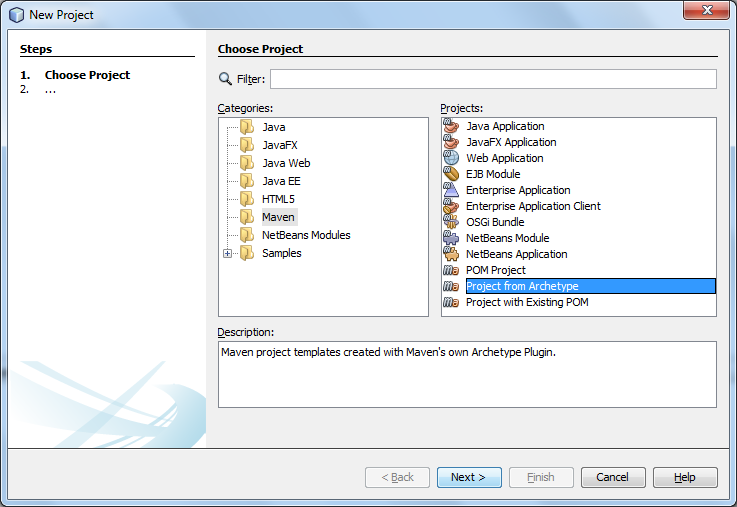 New Project
Steps
1. Choose Project
2. ...
Choose Project
Filter:
Categories:
Java
JavaFX
Java Web
Java EE
HTML5
Maven
NetBeans Modules
Samples
Projects:
Java Application
JavaFX Application
Web Application
EJB Module
Enterprise Application
Enterprise Application Client
OSGi Bundle
NetBeans Module
NetBeans Application
POM Project
Project from Archetype
Project with Existing POM
Description:
Maven project templates created with Maven's own Archetype Plugin.
< Back
Next >
Finish
Cancel
Help